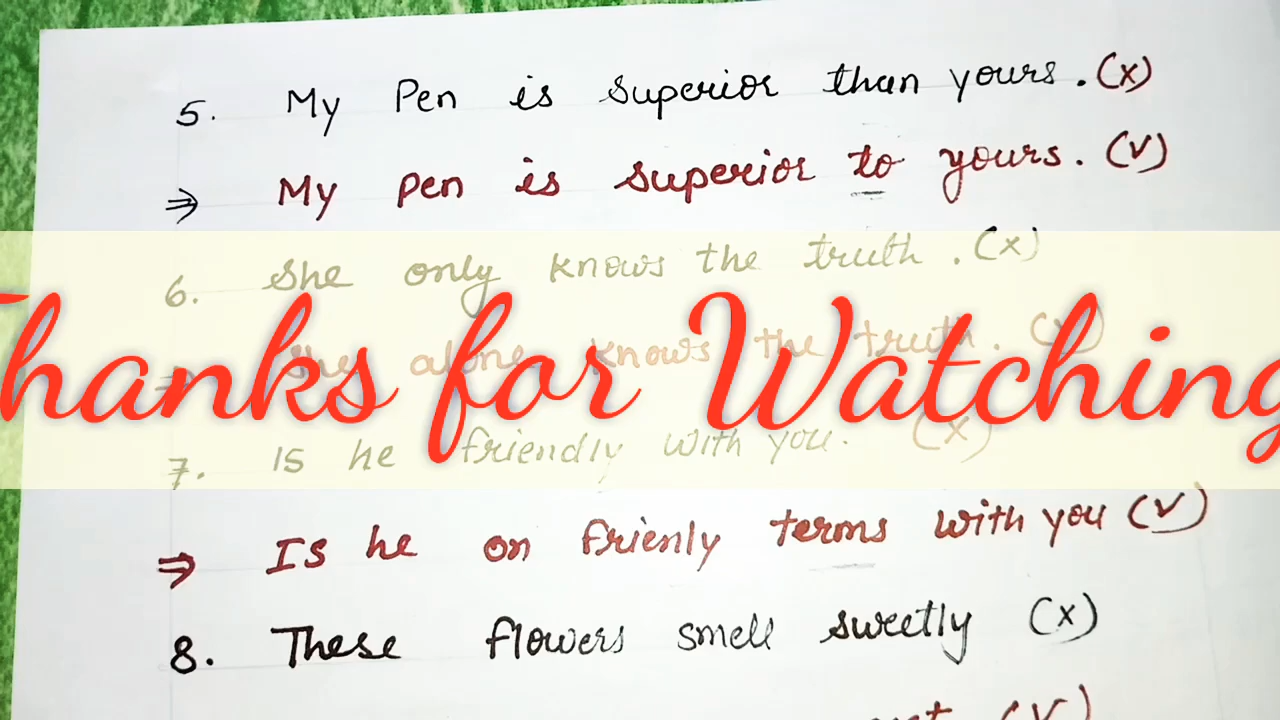 5. My Pen is superior than yours. (x)
⇒ My pen is superior to yours. (v)
6. She only knows the truth. (x)
⇒ She alone knows the truth. (v)
Thanks for Watching
7. Is he friendly with you. (x)
⇒ Is he on frienly terms with you (v)
8. These flowers smell sweetly (x)
(v)